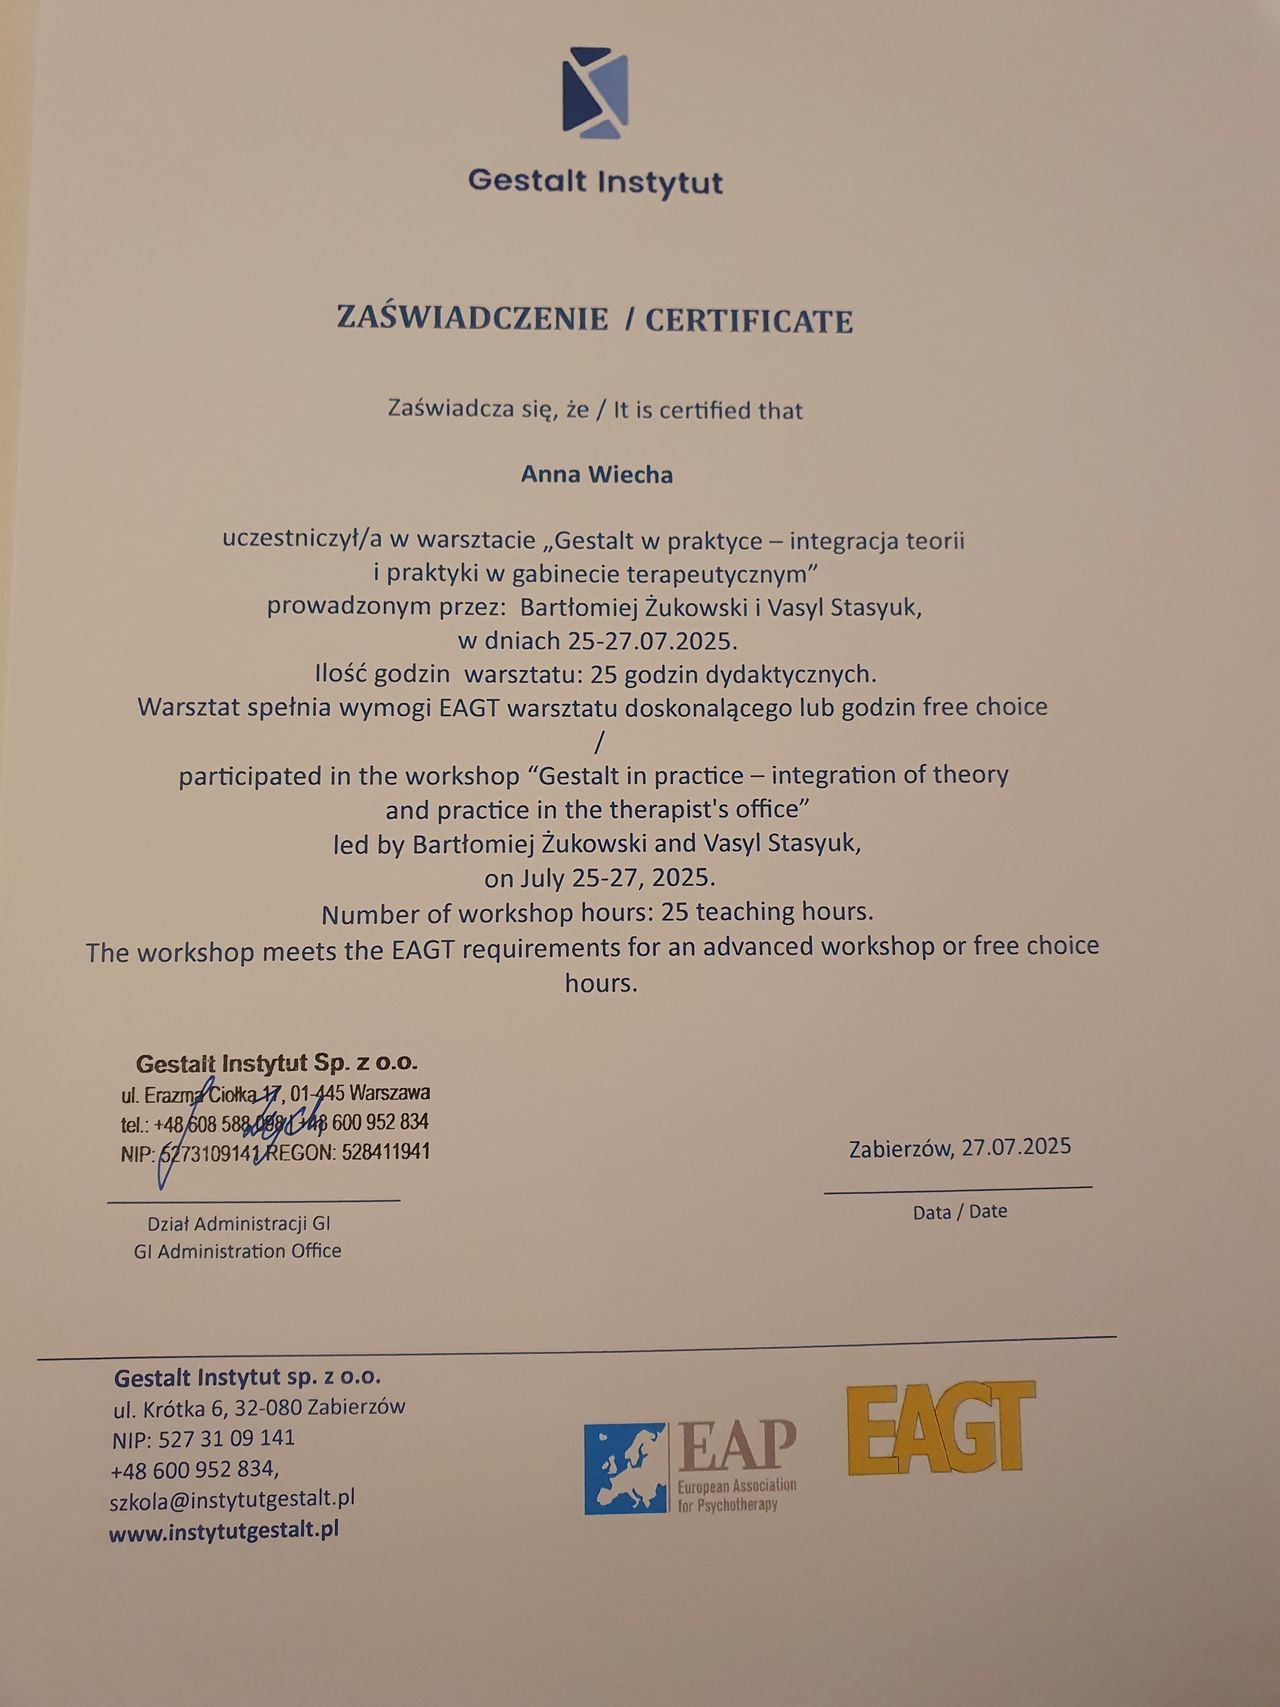 Gestalt Instytut
ZAŚWIADCZENIE / CERTIFICATE
Zaświadcza się, że / It is certified that
Anna Wiecha
uczestniczył/a w warsztacie „Gestalt w praktyce – integracja teorii
i praktyki w gabinecie terapeutycznym”
prowadzonym przez: Bartłomiej Żukowski i Vasyl Stasyuk,
w dniach 25-27.07.2025.
Ilość godzin warsztatu: 25 godzin dydaktycznych.
Warsztat spełnia wymogi EAGT warsztatu doskonalącego lub godzin free choice
/
participated in the workshop “Gestalt in practice – integration of theory
and practice in the therapist's office”
led by Bartłomiej Żukowski and Vasyl Stasyuk,
on July 25-27, 2025.
Number of workshop hours: 25 teaching hours.
The workshop meets the EAGT requirements for an advanced workshop or free choice
hours.
Gestalt Instytut Sp. z o.o.
ul. Erazma Ciołka 17, 01-445 Warszawa
tel.: +48 608 588 +48 600 952 834
NIP: 5273109141 REGON: 528411941
Zabierzów, 27.07.2025
Dział Administracji GI
GI Administration Office
Data / Date
Gestalt Instytut sp. z o.o.
ul. Krótka 6, 32-080 Zabierzów
NIP: 527 31 09 141
+48 600 952 834,
szkola@instytutgestalt.pl
www.instytutgestalt.pl
EAP
European Association
for Psychotherapy
EAGT